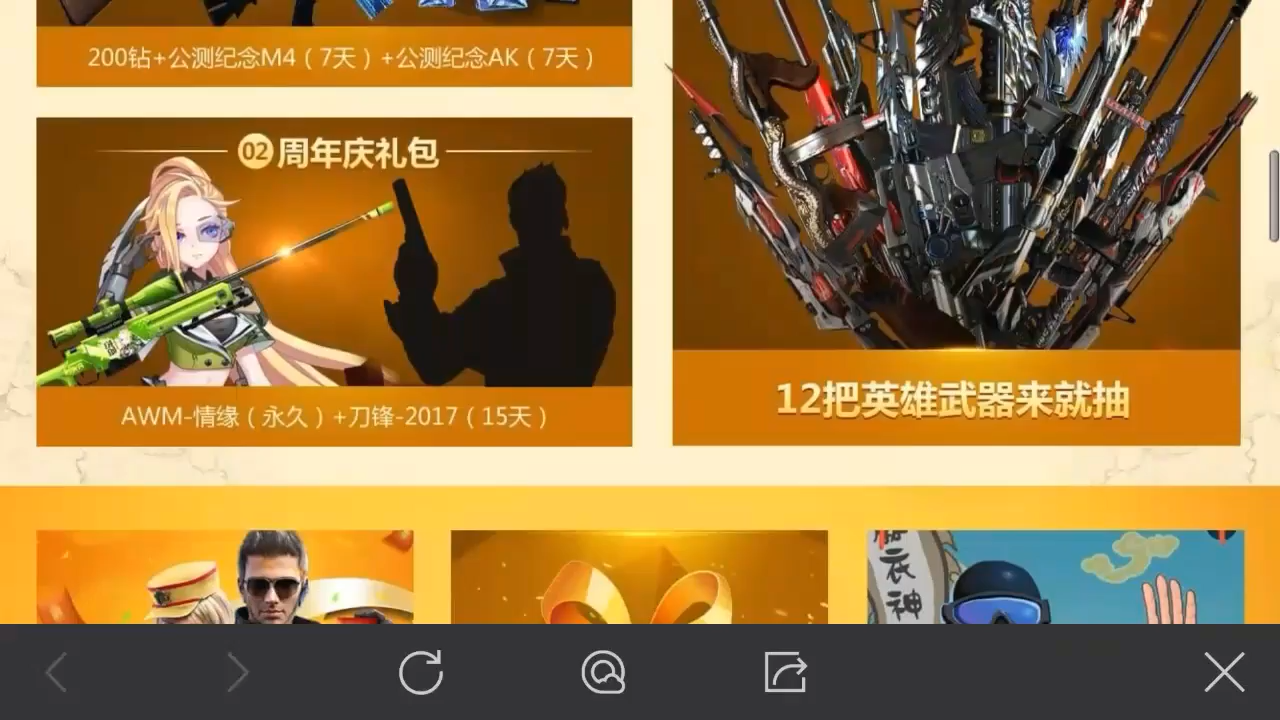 200钻+公测纪念M4（7天）+公测纪念AK（7天）
02周年庆礼包
AWM-情缘（永久）+刀锋-2017（15天）
12把英雄武器来就抽
衣神